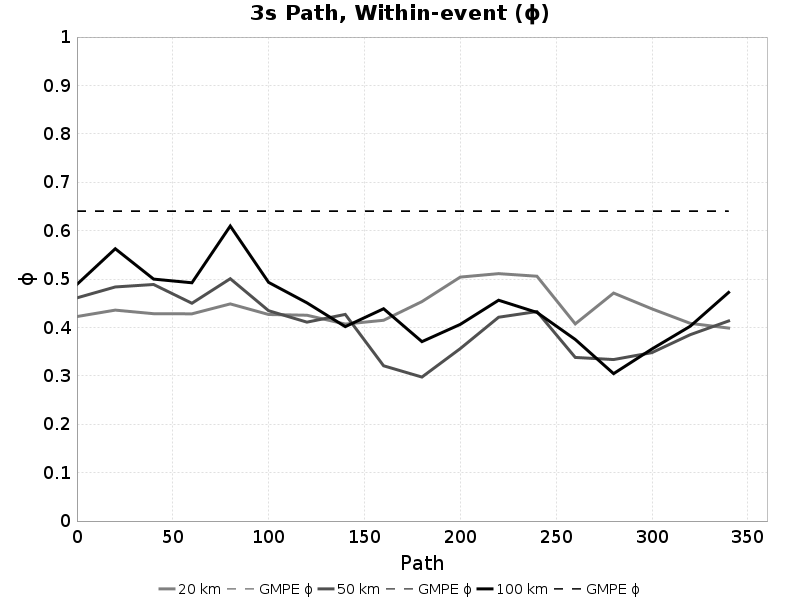 3s Path, Within-event (ϕ)
1
0.9
0.8
0.7
0.6
0.5
0.4
0.3
0.2
0.1
0
ϕ
0 50 100 150 200 250 300 350
Path
20 km GMPE ϕ 50 km GMPE ϕ 100 km GMPE ϕ